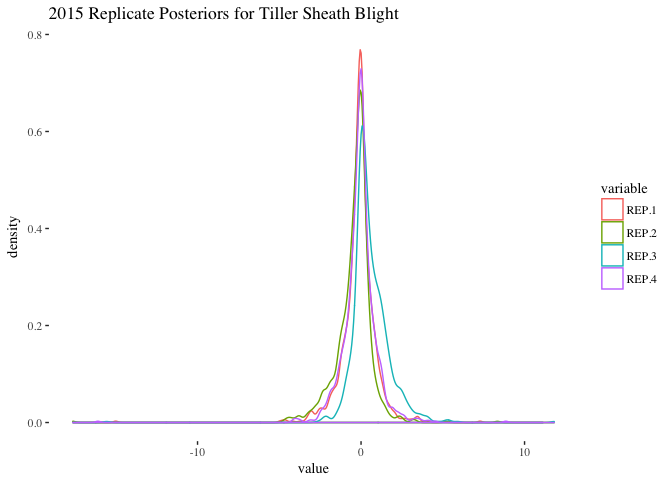 2015 Replicate Posteriors for Tiller Sheath Blight
0.8
0.6
0.4
0.2
0.0
density
-10
0
10
value
variable
REP.1
REP.2
REP.3
REP.4